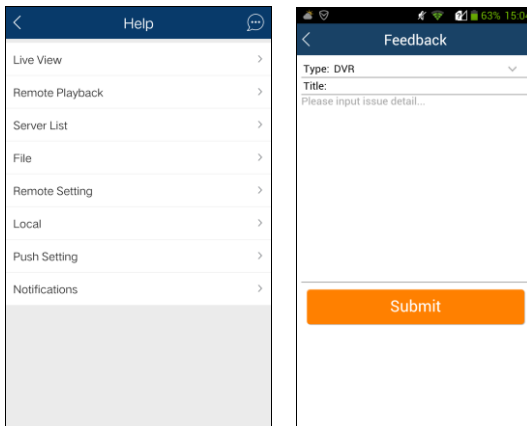 Help
Live View
Remote Playback
Server List
File
Remote Setting
Local
Push Setting
Notifications
63% 15:04
Feedback
Type: DVR
Title:
Please input issue detail...
Submit